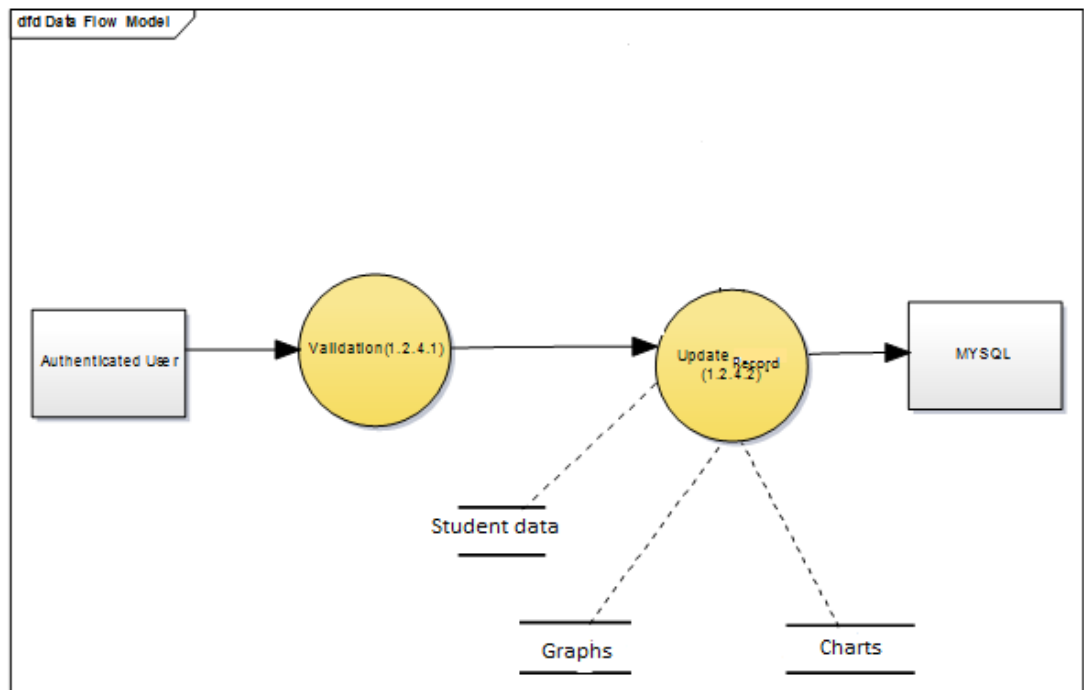 dfd Data Flow Model
Authenticated User
Validation(1.2.4.1)
Update Record
(1.2.4.2)
MYSQL
Student data
Graphs
Charts